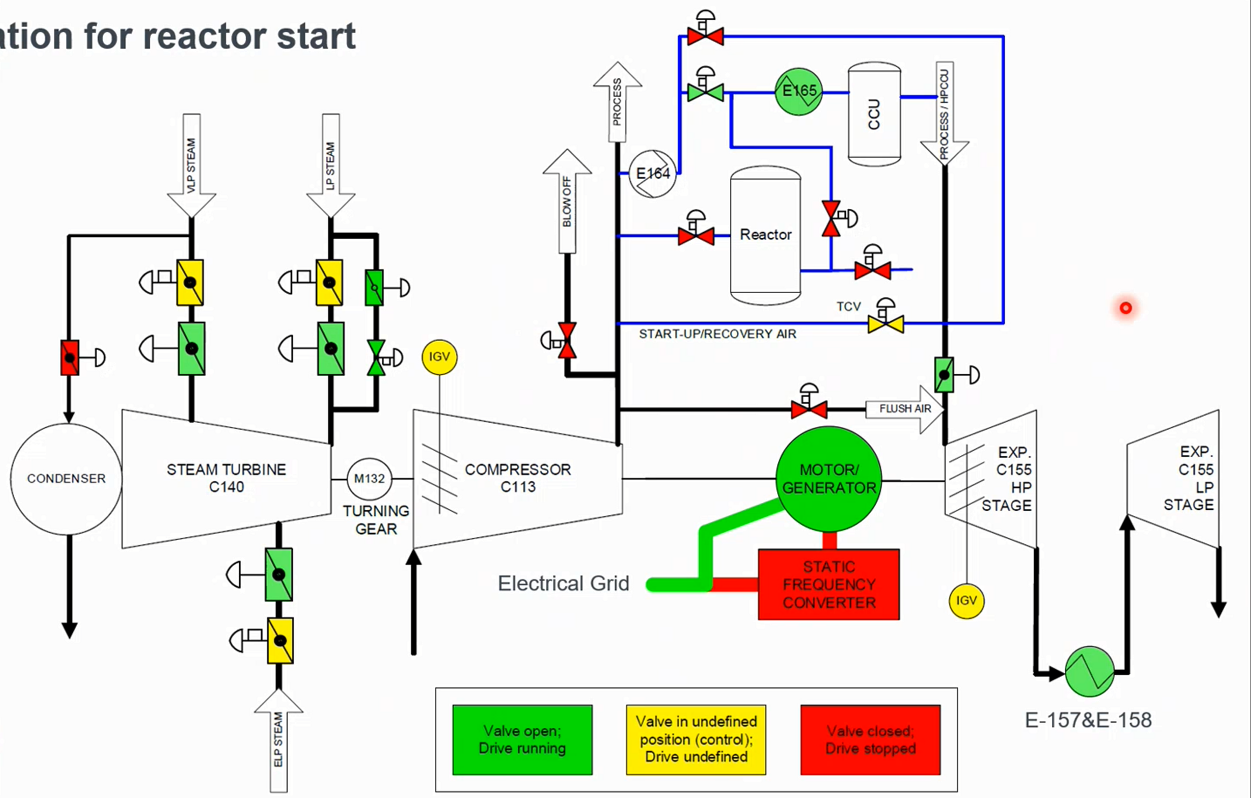 ation for reactor start
PROCESS
E165
CCU
PROCESS / HPCCU
VLP STEAM
LP STEAM
BLOW OFF
E164
Reactor
TCV
START-UP/RECOVERY AIR
IGV
FLUSH AIR
CONDENSER
STEAM TURBINE
C140
M132
TURNING
GEAR
COMPRESSOR
C113
MOTOR/
GENERATOR
EXP.
C155
HP
STAGE
EXP.
C155
LP
STAGE
Electrical Grid
STATIC
FREQUENCY
CONVERTER
IGV
ELP STEAM
E-157&E-158
Valve open;
Drive running
Valve in undefined
position (control);
Drive undefined
Valve closed;
Drive stopped